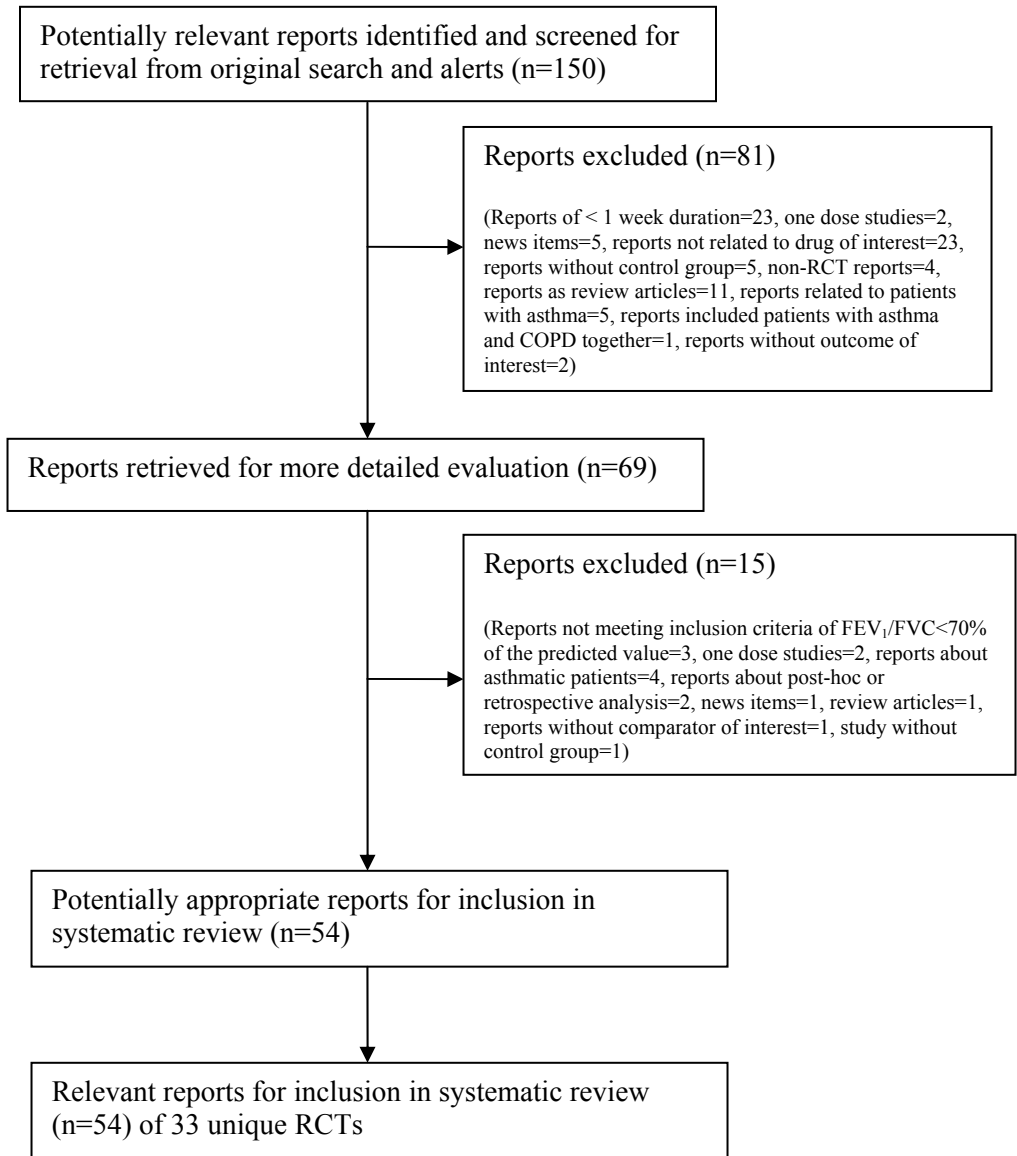 Potentially relevant reports identified and screened for
retrieval from original search and alerts (n=150)
Reports excluded (n=81)
(Reports of < 1 week duration=23, one dose studies=2,
news items=5, reports not related to drug of interest=23,
reports without control group=5, non-RCT reports=4,
reports as review articles=11, reports related to patients
with asthma=5, reports included patients with asthma
and COPD together=1, reports without outcome of
interest=2)
Reports retrieved for more detailed evaluation (n=69)
Reports excluded (n=15)
(Reports not meeting inclusion criteria of FEV₁/FVC<70%
of the predicted value=3, one dose studies=2, reports about
asthmatic patients=4, reports about post-hoc or
retrospective analysis=2, news items=1, review articles=1,
reports without comparator of interest=1, study without
control group=1)
Potentially appropriate reports for inclusion in
systematic review (n=54)
Relevant reports for inclusion in systematic review
(n=54) of 33 unique RCTs